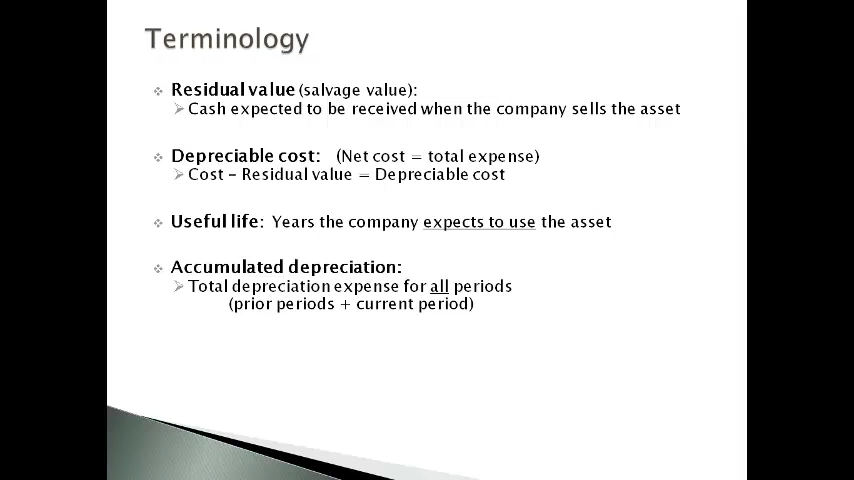 Terminology
Residual value (salvage value):
Cash expected to be received when the company sells the asset
Depreciable cost: (Net cost = total expense)
Cost – Residual value = Depreciable cost
Useful life: Years the company expects to use the asset
Accumulated depreciation:
Total depreciation expense for all periods
(prior periods + current period)